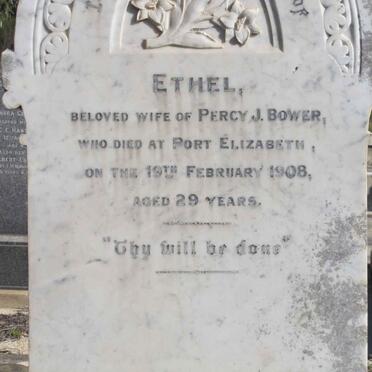 ETHEL,
BELOVED WIFE OF PERCY J. BOWER,
WHO DIED AT PORT ELIZABETH,
ON THE 19TH FEBRUARY 1908,
AGED 29 YEARS.
"Thy will be done"